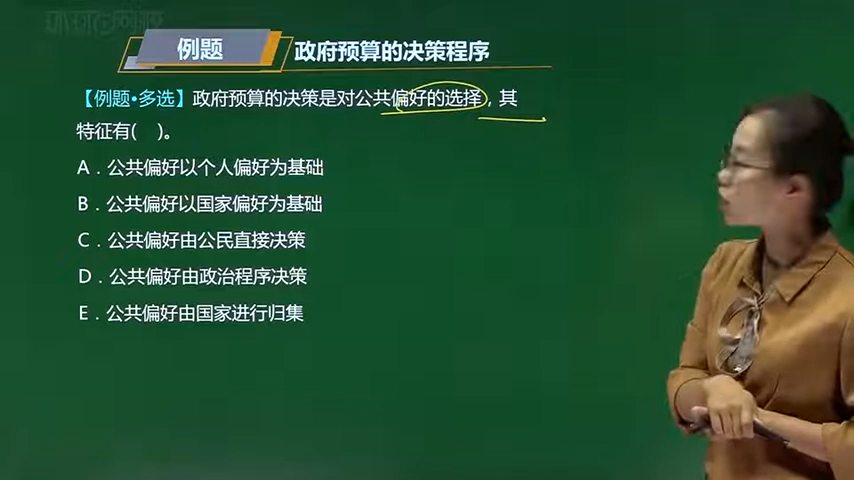 环球网校
例题
政府预算的决策程序
【例题•多选】政府预算的决策是对公共偏好的选择，其
特征有(    )。
A．公共偏好以个人偏好为基础
B．公共偏好以国家偏好为基础
C．公共偏好由公民直接决策
D．公共偏好由政治程序决策
E．公共偏好由国家进行归集